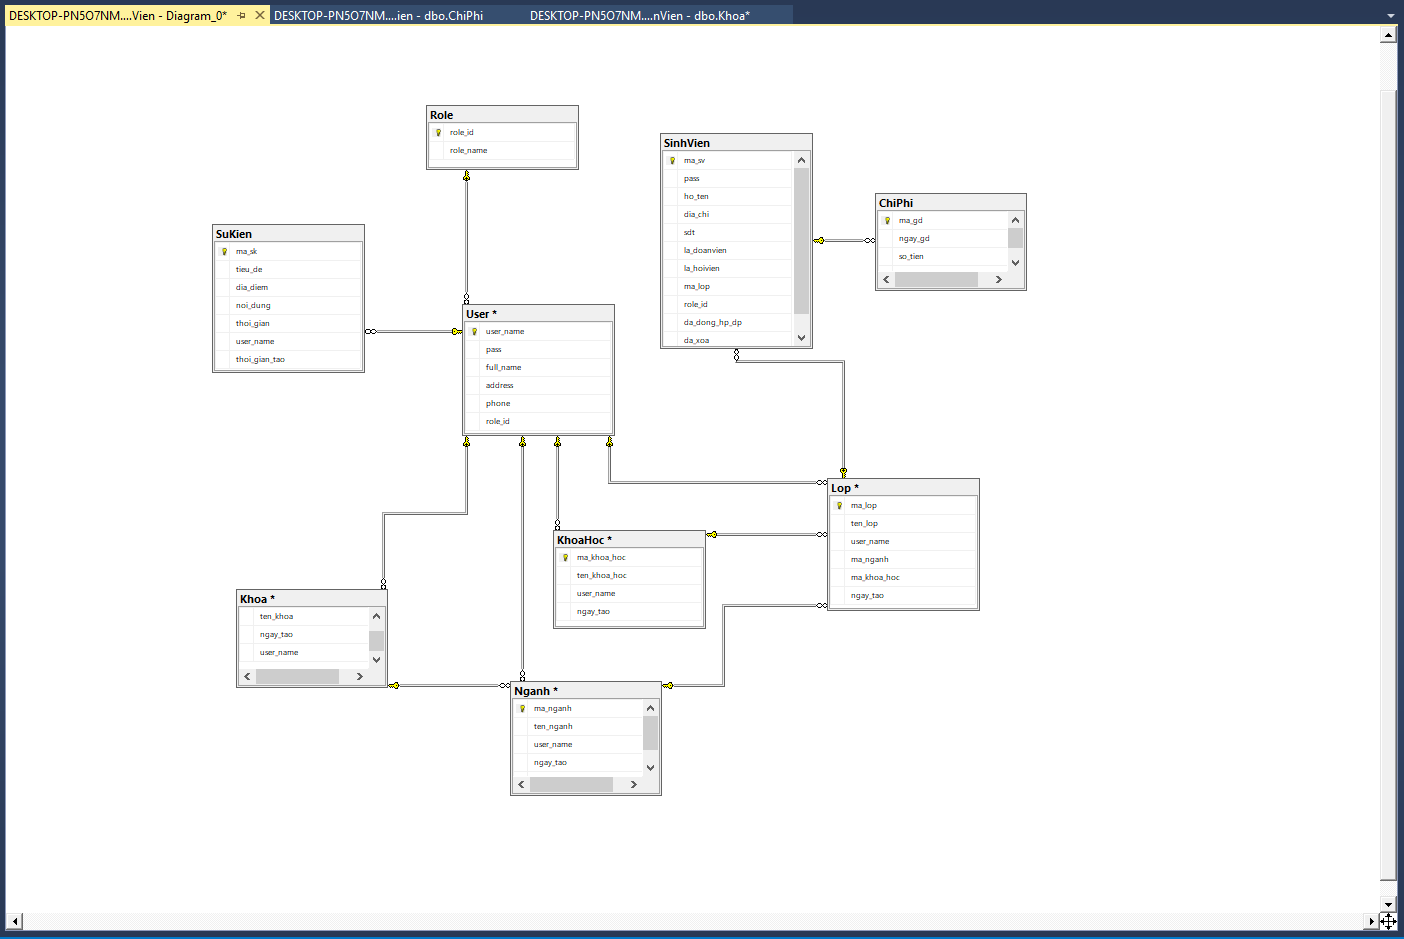 DESKTOP-PN5O7NM....Vien - Diagram_0*
DESKTOP-PN5O7NM....ien - dbo.ChiPhi
DESKTOP-PN5O7NM....nVien - dbo.Khoa*
Role
role_id
role_name
SinhVien
ma_sv
pass
ho_ten
dia_chi
sdt
la_doanvien
la_hoivien
ma_lop
role_id
da_dong_hp_dp
da_xoa
ChiPhi
ma_gd
ngay_gd
so_tien
SuKien
ma_sk
tieu_de
dia_diem
noi_dung
thoi_gian
user_name
thoi_gian_tao
User *
user_name
pass
full_name
address
phone
role_id
Lop *
ma_lop
ten_lop
user_name
ma_nganh
ma_khoa_hoc
ngay_tao
KhoaHoc *
ma_khoa_hoc
ten_khoa_hoc
user_name
ngay_tao
Khoa *
ten_khoa
ngay_tao
user_name
Nganh *
ma_nganh
ten_nganh
user_name
ngay_tao